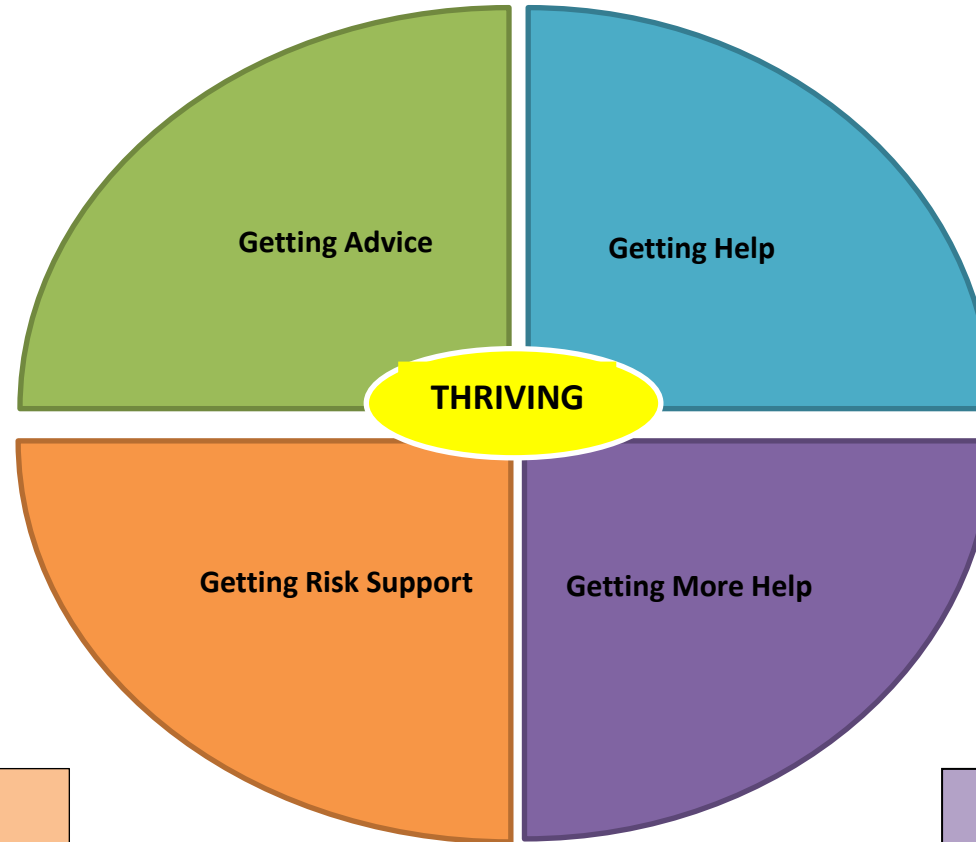 Getting Advice
Getting Help
THRIVING
Getting Risk Support
Getting More Help